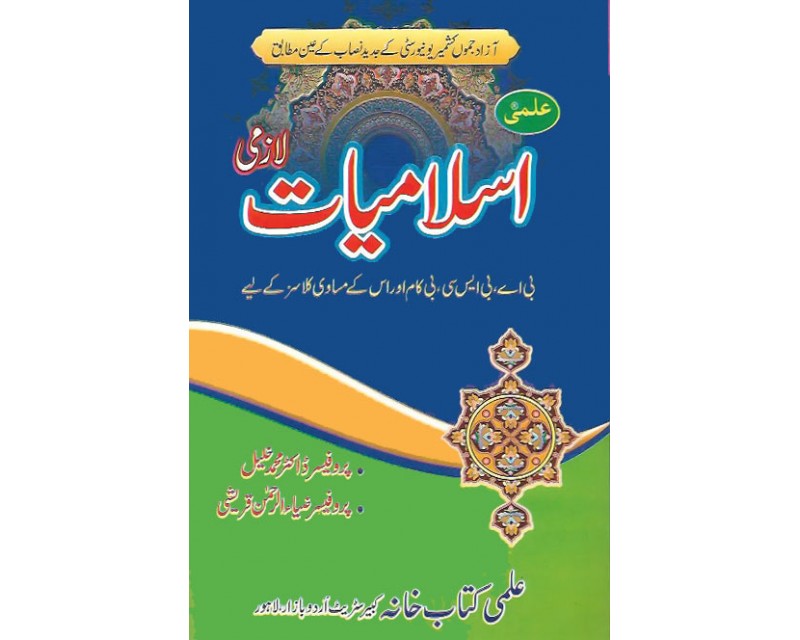 آزاد جموں کشمیر یونیورسٹی کے جدید نصاب کے عین مطابق
علمی®
لازمی
اسلامیات
بی اے، بی ایس سی، بی کام اور اس کے مساوی کلاسز کے لیے
• پروفیسر ڈاکٹر محمد خلیل
• پروفیسر ضیاء الرحمٰن قریشی
علمی کتاب خانہ کبیر سٹریٹ اُردو بازار، لاہور